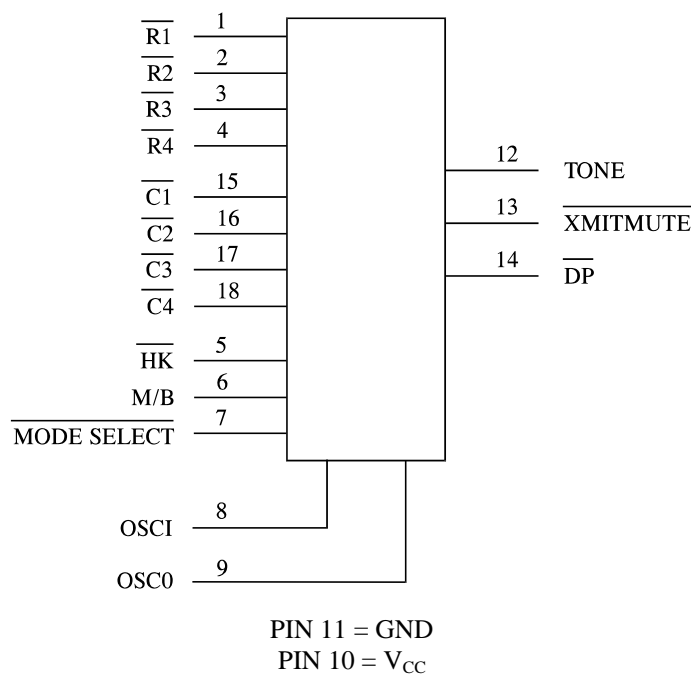 R1 1
R2 2
R3 3
R4 4
C1 15
C2 16
C3 17
C4 18
HK 5
M/B 6
MODE SELECT 7
OSCI 8
OSC0 9
12 TONE
13 XMITMUTE
14 DP
PIN 11 = GND
PIN 10 = VCC